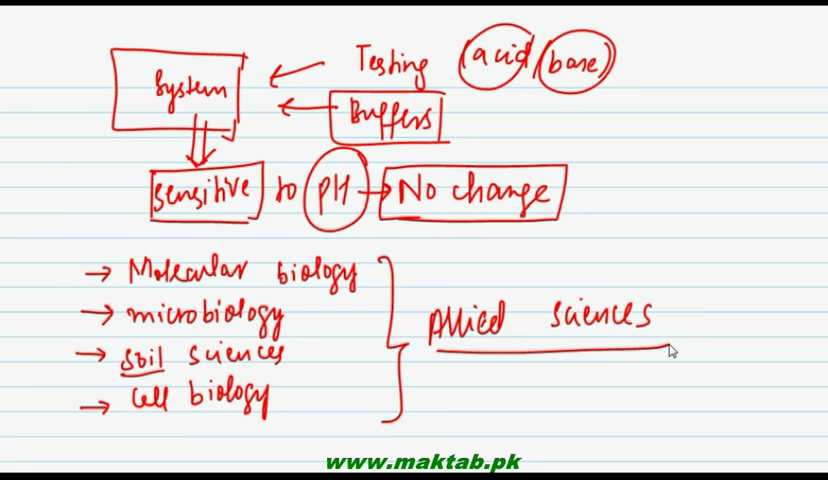 System ← Testing (acid/base)
← Buffers
sensitive to pH → No change
→ Molecular biology
→ microbiology
→ soil sciences
→ cell biology
Allied sciences
www.maktab.pk